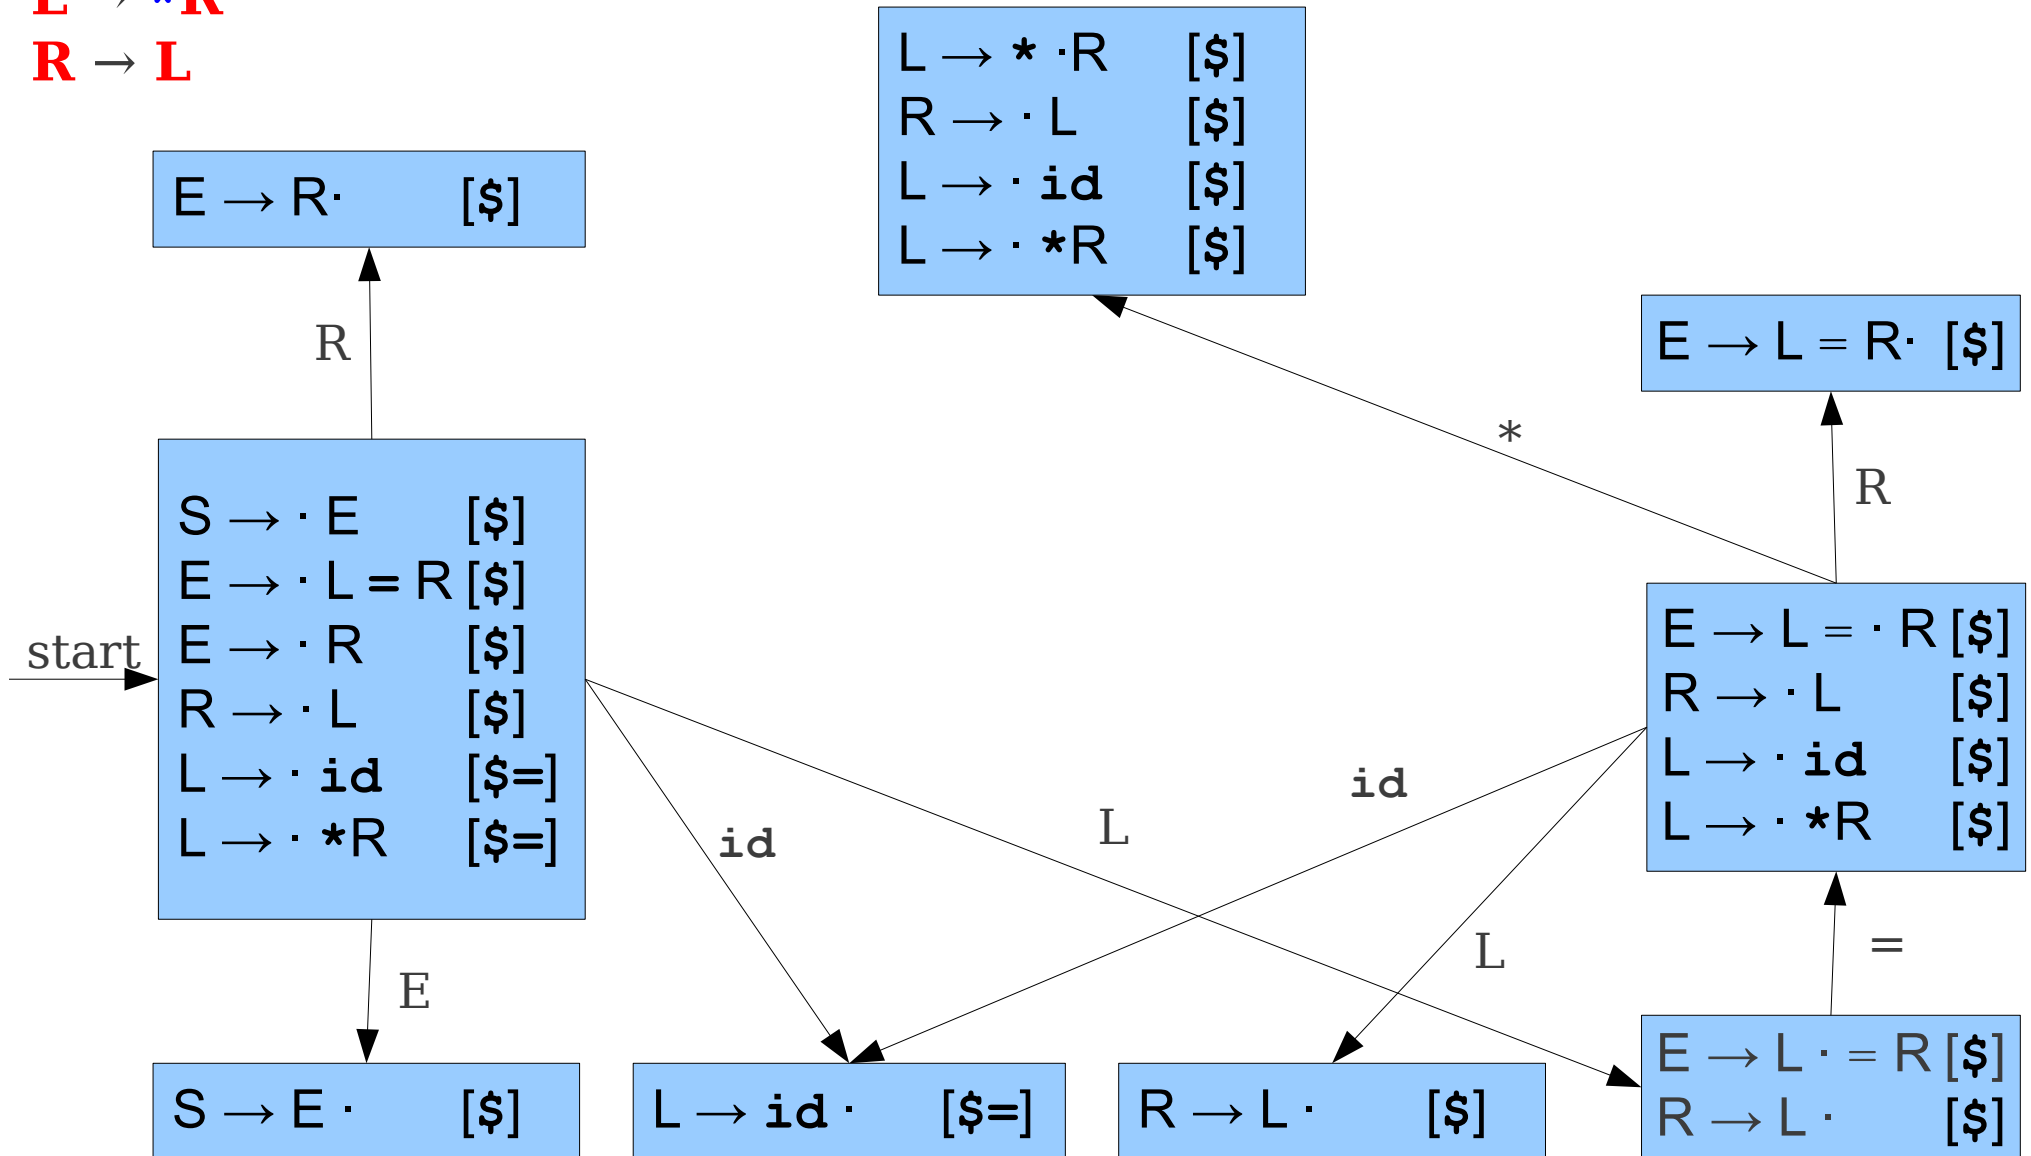 L → *R
R → L
L → * ·R [$]
R → · L [$]
L → · id [$]
L → · *R [$]
E → R· [$]
R
E → L = R· [$]
*
R
S → · E [$]
E → · L = R [$]
E → · R [$]
R → · L [$]
L → · id [$=]
L → · *R [$=]
start
E → L = · R [$]
R → · L [$]
L → · id [$]
L → · *R [$]
id
L
id
L
=
E
S → E · [$]
L → id · [$=]
R → L · [$]
E → L · = R [$]
R → L · [$]